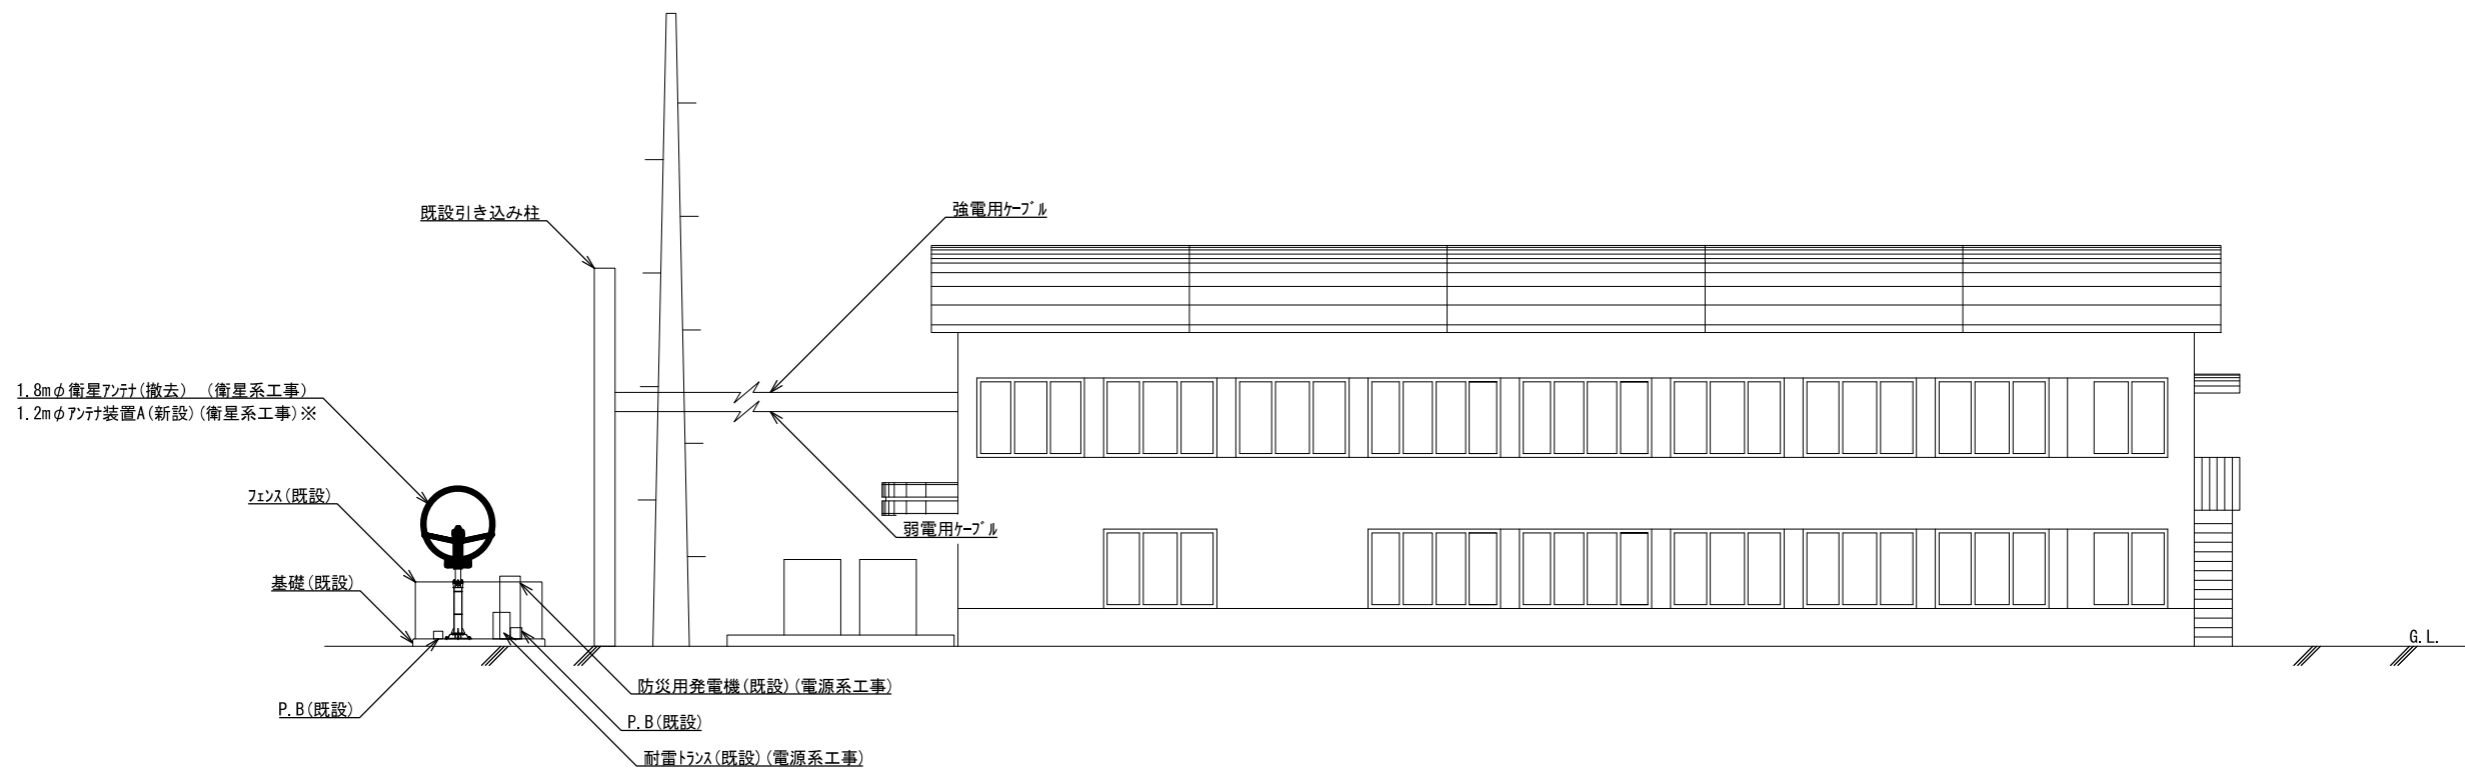 既設引き込み柱
強電用ｹｰﾌﾞﾙ
1.8mφ衛星ｱﾝﾃﾅ(撤去) (衛星系工事)
1.2mφｱﾝﾃﾅ装置A(新設)(衛星系工事)※
ﾌｪﾝｽ(既設)
弱電用ｹｰﾌﾞﾙ
基礎(既設)
G.L.
防災用発電機(既設)(電源系工事)
P.B(既設)
P.B(既設)
耐雷ﾄﾗﾝｽ(既設)(電源系工事)